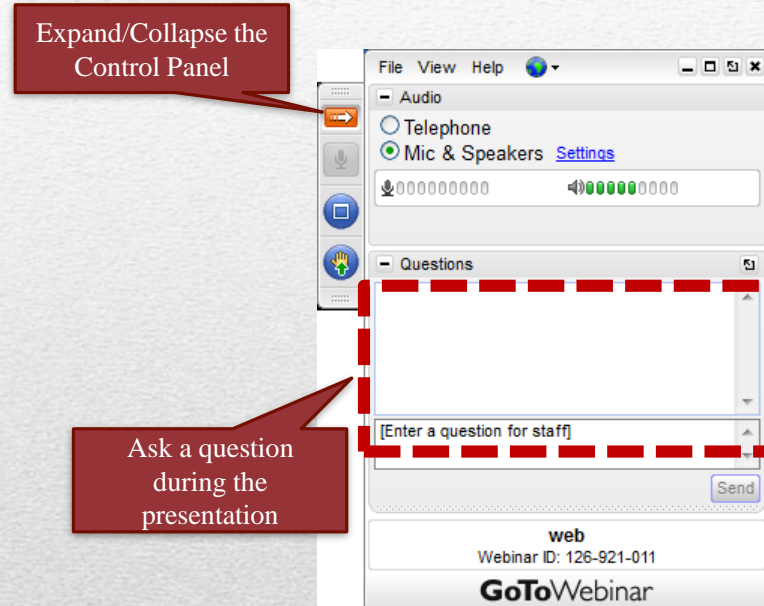 Expand/Collapse the
Control Panel
File View Help
Audio
Telephone
Mic & Speakers Settings
Questions
[Enter a question for staff]
Ask a question
during the
presentation
Send
web
Webinar ID: 126-921-011
GoToWebinar